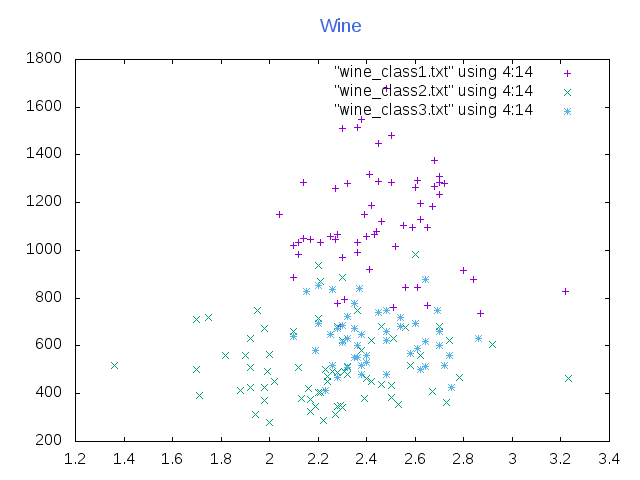 Wine
"wine_class1.txt" using 4:14
"wine_class2.txt" using 4:14
"wine_class3.txt" using 4:14
1800
1600
1400
1200
1000
800
600
400
200
1.2 1.4 1.6 1.8 2 2.2 2.4 2.6 2.8 3 3.2 3.4